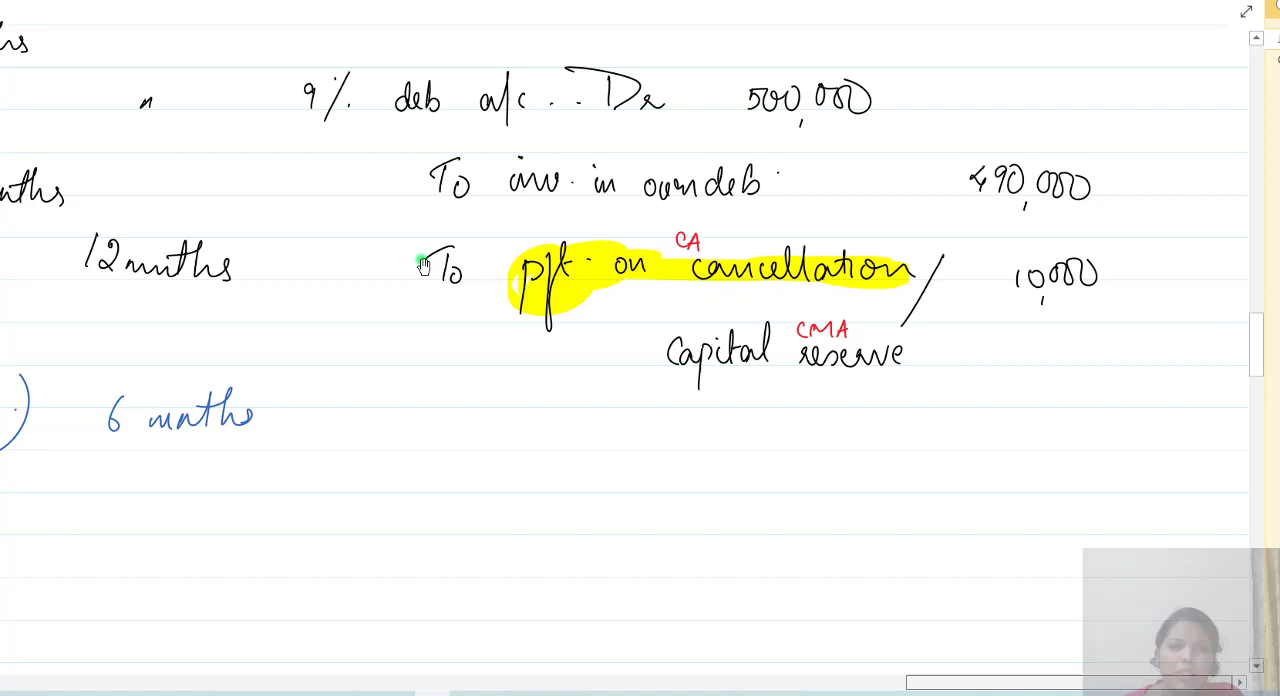 ths
" 9% deb a/c... Dr 500,000
To inv. in own deb. 490,000
nths
12 mnths To pft. on cancellation / 10,000
CA
capital reserve
CMA
) 6 mnths